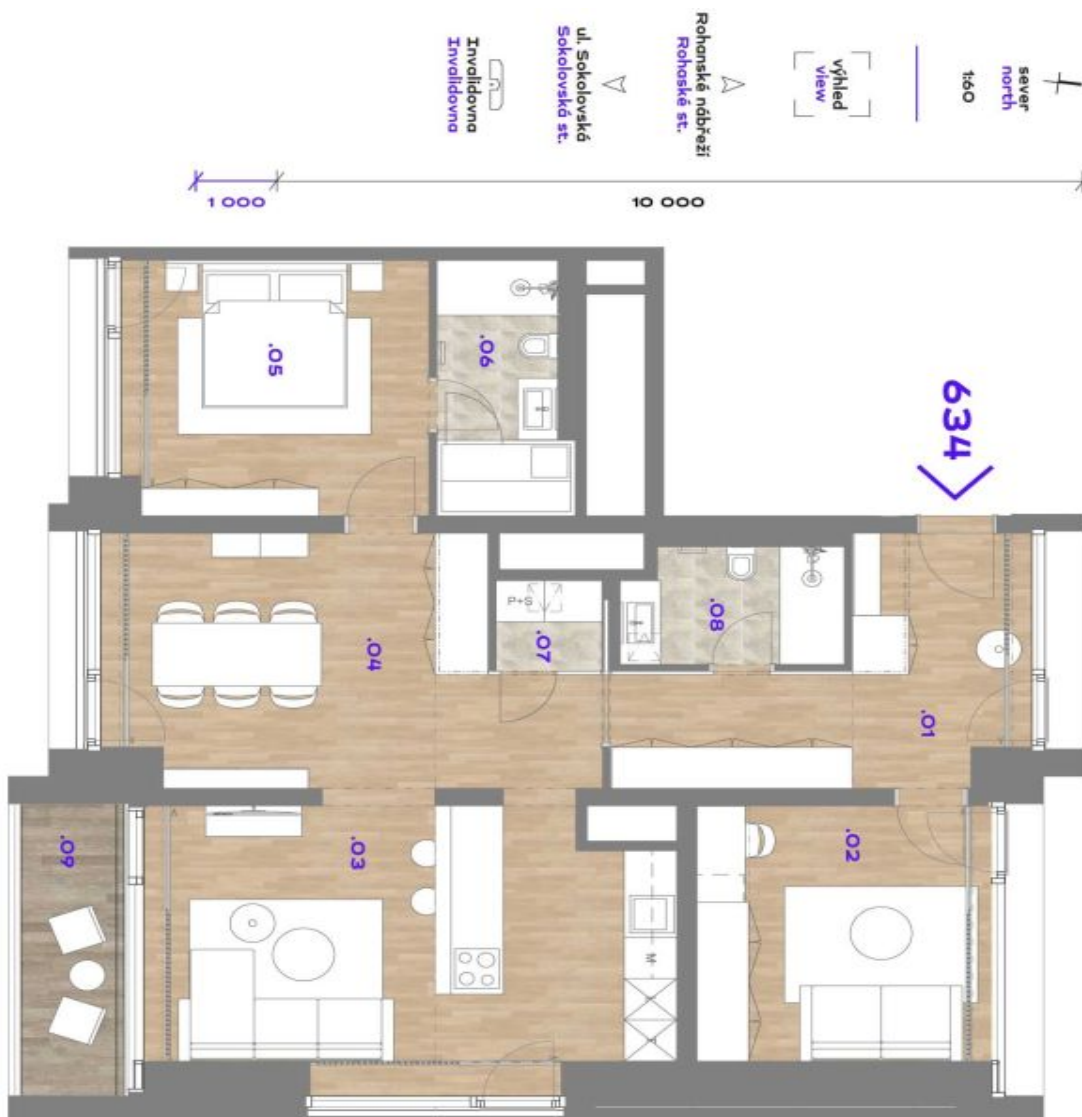 sever
north
1:60
výhled
view
Rohanské nábřeží
Rohaské st.
ul. Sokolovská
Sokolovská st.
Invalidovna
Invalidovna
1 000
10 000
634
.05
.06
.04
P+S
.07
.08
.01
.09
.03
M
.02